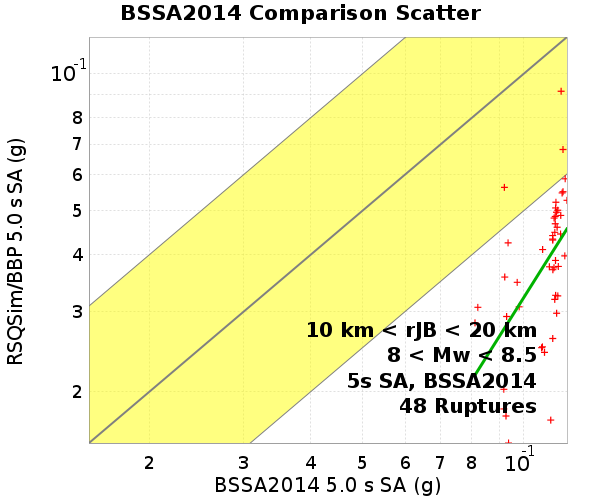 BSSA2014 Comparison Scatter
RSQSim/BBP 5.0 s SA (g)
10-1
8
7
6
5
4
3
2
10 km < rJB < 20 km
8 < Mw < 8.5
5s SA, BSSA2014
48 Ruptures
2 3 4 5 6 7 8 10-1
BSSA2014 5.0 s SA (g)